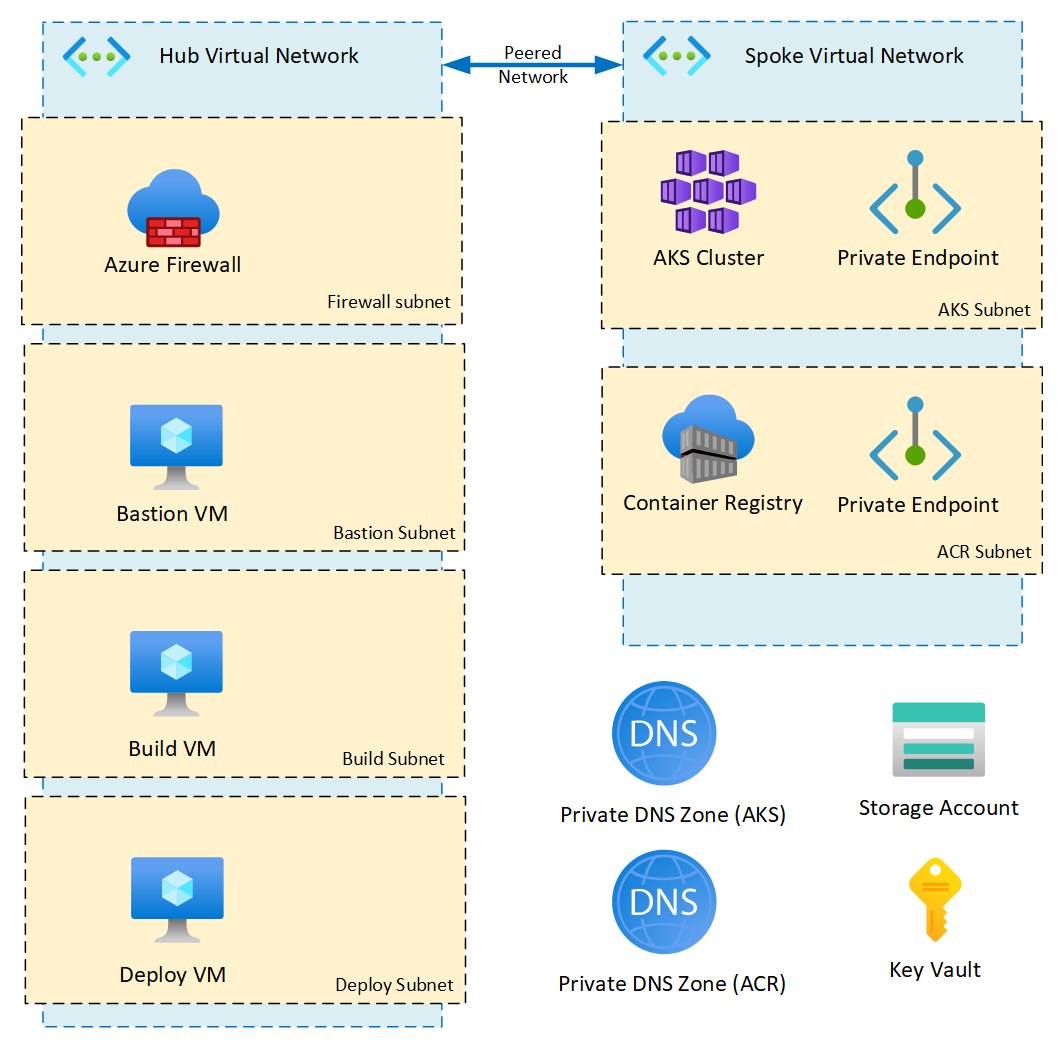 Hub Virtual Network
Peered
Network
Spoke Virtual Network
Azure Firewall
Firewall subnet
AKS Cluster
Private Endpoint
AKS Subnet
Bastion VM
Bastion Subnet
Container Registry
Private Endpoint
ACR Subnet
Build VM
Build Subnet
DNS
Private DNS Zone (AKS)
Storage Account
Deploy VM
Deploy Subnet
DNS
Private DNS Zone (ACR)
Key Vault